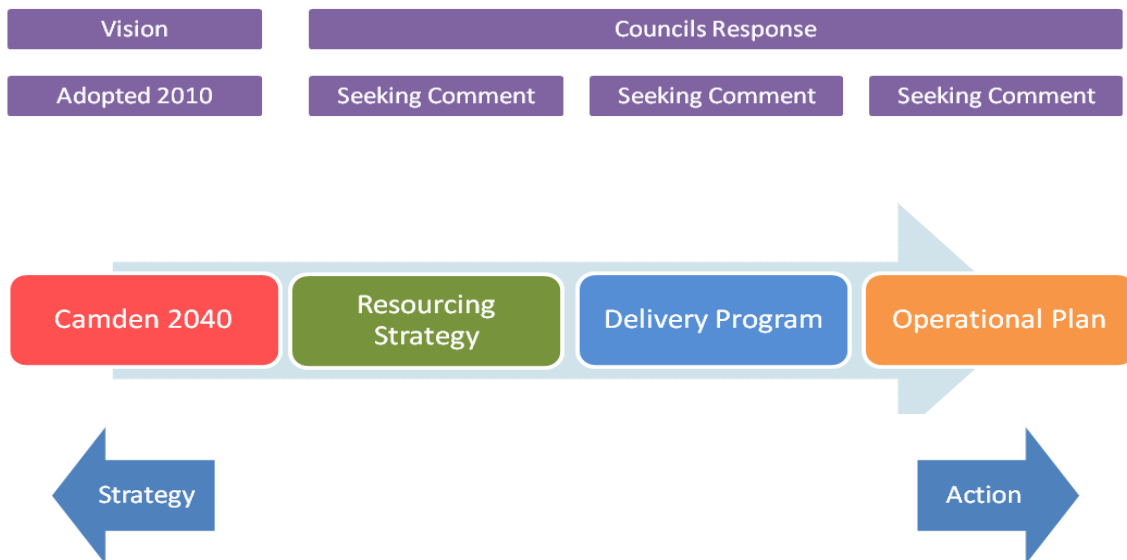 Vision
Councils Response
Adopted 2010
Seeking Comment
Seeking Comment
Seeking Comment
Camden 2040
Resourcing
Strategy
Delivery Program
Operational Plan
Strategy
Action